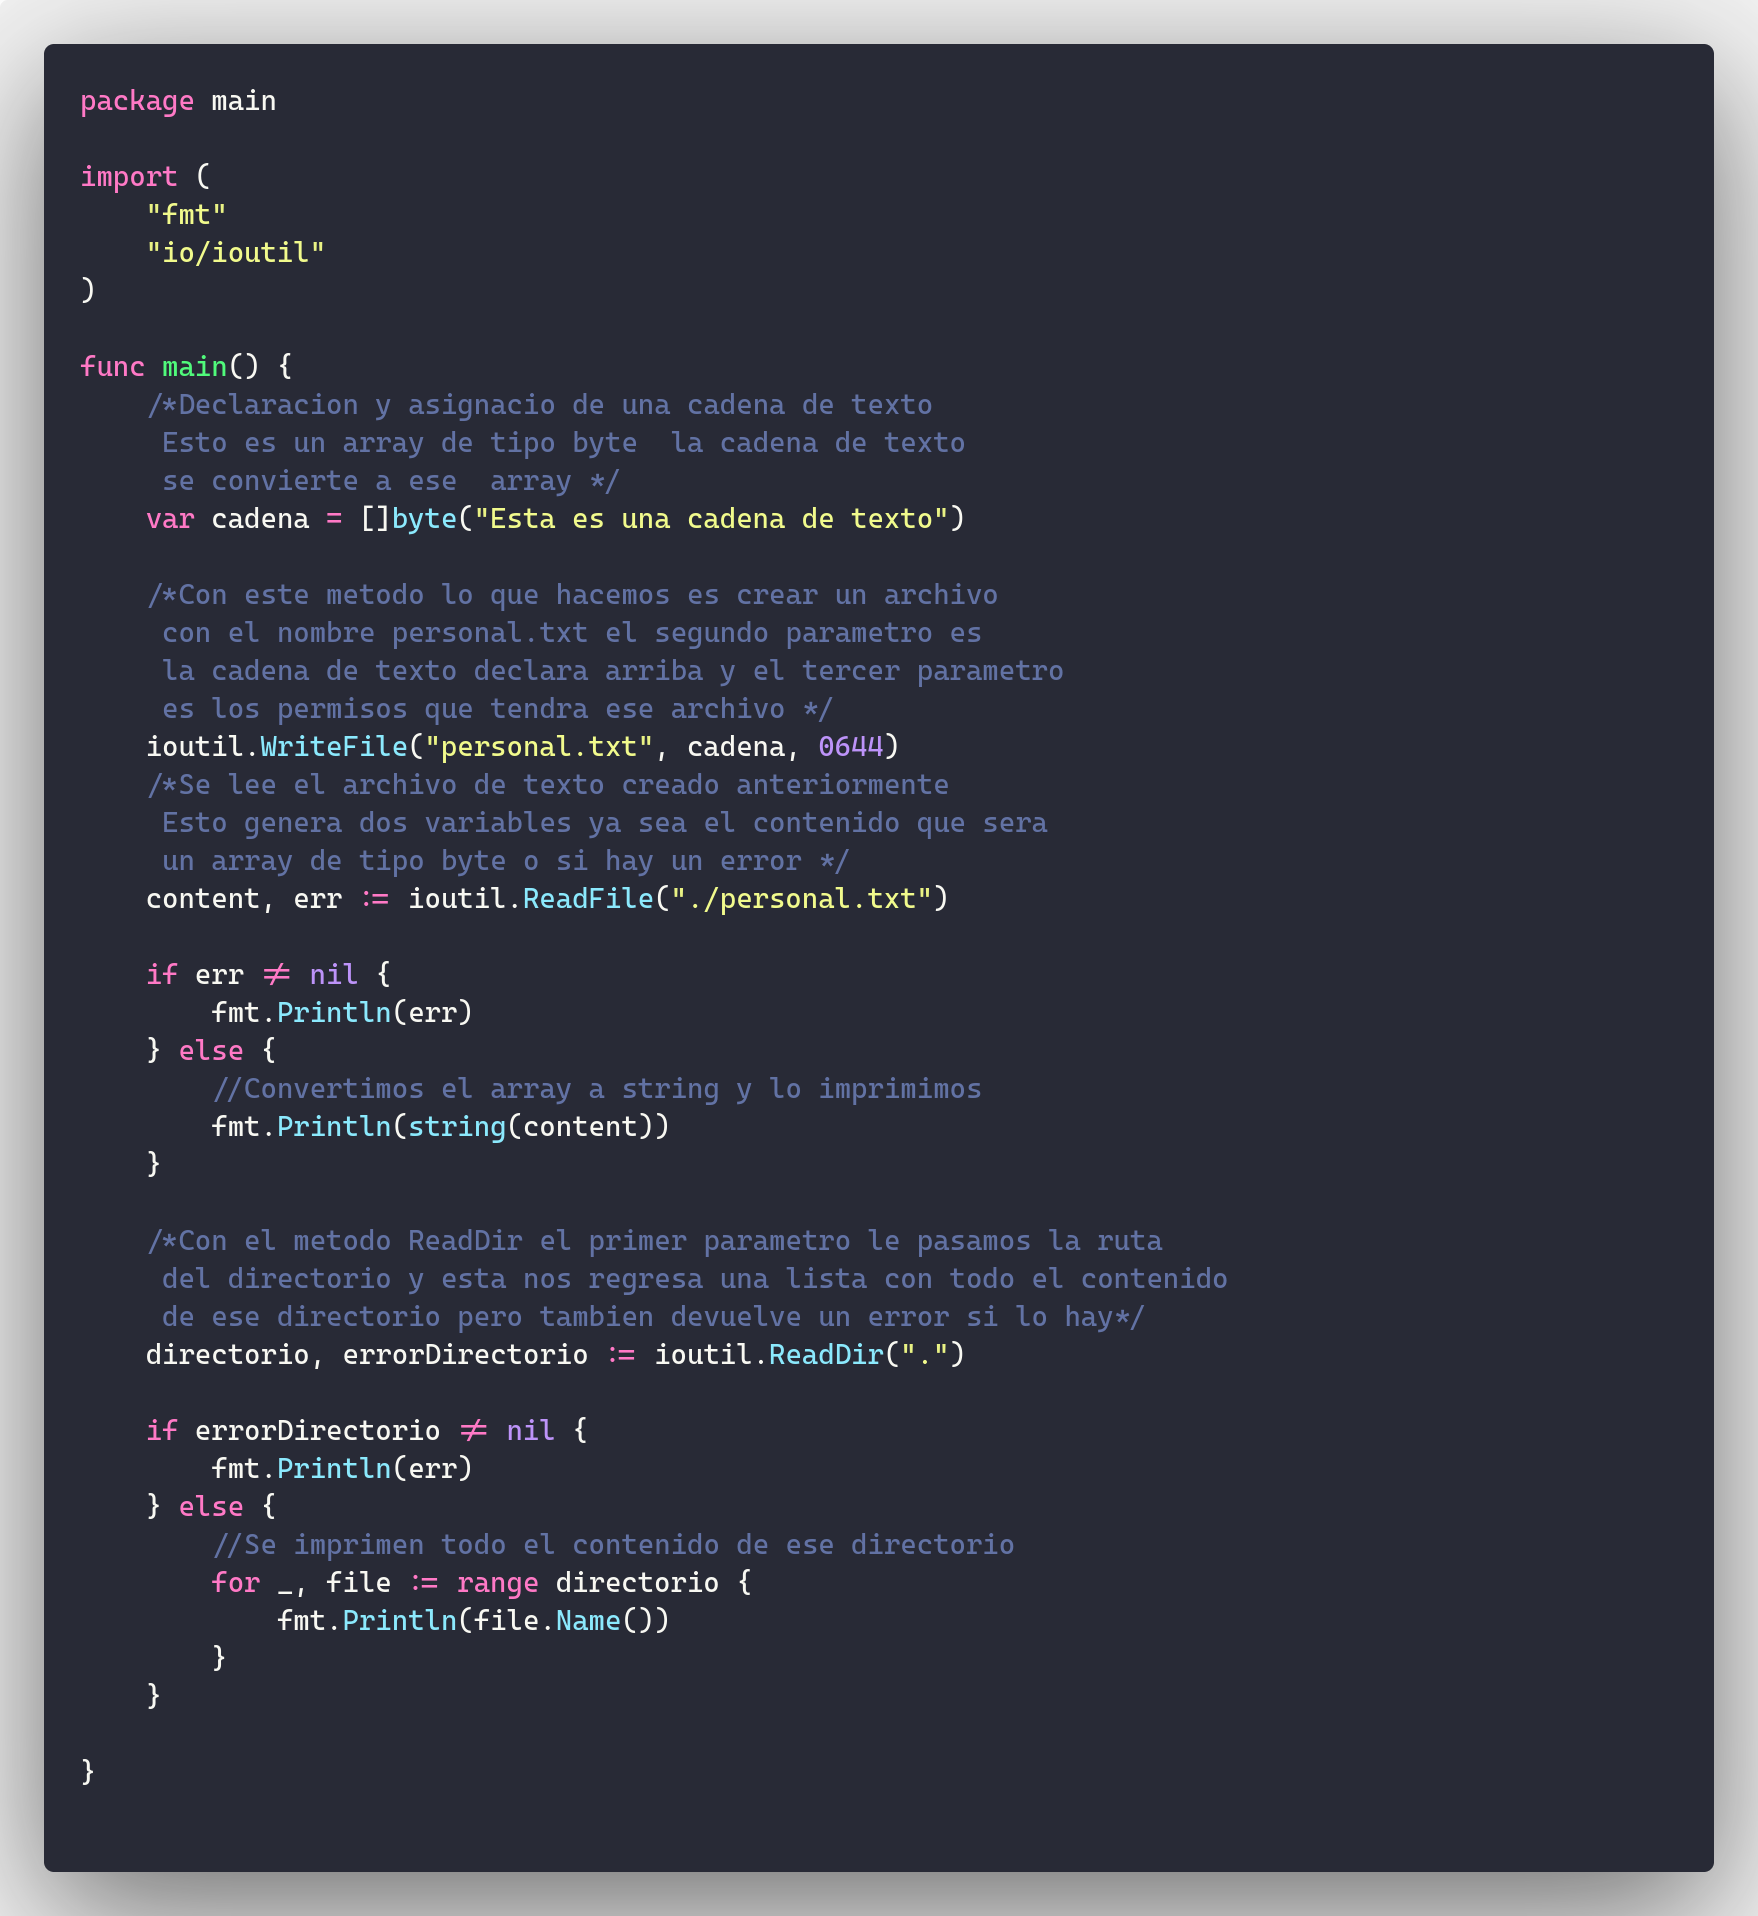 package main
import (
"fmt"
"io/ioutil"
)
func main() {
/*Declaracion y asignacio de una cadena de texto
Esto es un array de tipo byte  la cadena de texto
se convierte a ese  array */
var cadena = []byte("Esta es una cadena de texto")
/*Con este metodo lo que hacemos es crear un archivo
con el nombre personal.txt el segundo parametro es
la cadena de texto declara arriba y el tercer parametro
es los permisos que tendra ese archivo */
ioutil.WriteFile("personal.txt", cadena, 0644)
/*Se lee el archivo de texto creado anteriormente
Esto genera dos variables ya sea el contenido que sera
un array de tipo byte o si hay un error */
content, err := ioutil.ReadFile("./personal.txt")
if err != nil {
fmt.Println(err)
} else {
//Convertimos el array a string y lo imprimimos
fmt.Println(string(content))
}
/*Con el metodo ReadDir el primer parametro le pasamos la ruta
del directorio y esta nos regresa una lista con todo el contenido
de ese directorio pero tambien devuelve un error si lo hay*/
directorio, errorDirectorio := ioutil.ReadDir(".")
if errorDirectorio != nil {
fmt.Println(err)
} else {
//Se imprimen todo el contenido de ese directorio
for _, file := range directorio {
fmt.Println(file.Name())
}
}
}